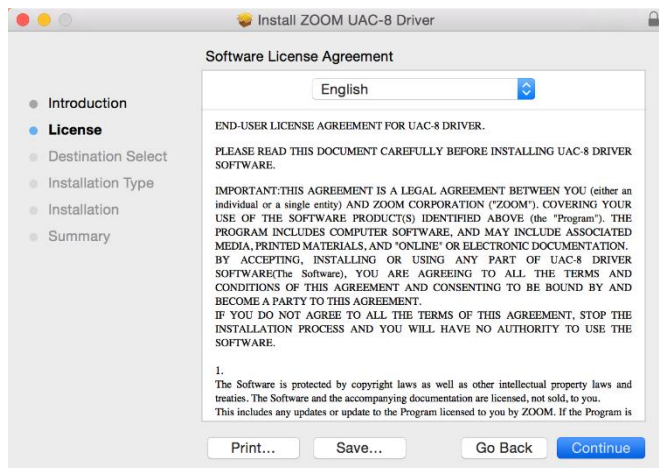 Install ZOOM UAC-8 Driver
Software License Agreement
English
Introduction
License
Destination Select
Installation Type
Installation
Summary
END-USER LICENSE AGREEMENT FOR UAC-8 DRIVER.
PLEASE READ THIS DOCUMENT CAREFULLY BEFORE INSTALLING UAC-8 DRIVER
SOFTWARE.
IMPORTANT:THIS AGREEMENT IS A LEGAL AGREEMENT BETWEEN YOU (either an
individual or a single entity) AND ZOOM CORPORATION ("ZOOM"). COVERING YOUR
USE OF THE SOFTWARE PRODUCT(S) IDENTIFIED ABOVE (the "Program"). THE
PROGRAM INCLUDES COMPUTER SOFTWARE, AND MAY INCLUDE ASSOCIATED
MEDIA, PRINTED MATERIALS, AND "ONLINE" OR ELECTRONIC DOCUMENTATION.
BY ACCEPTING, INSTALLING OR USING ANY PART OF UAC-8 DRIVER
SOFTWARE(The Software), YOU ARE AGREEING TO ALL THE TERMS AND
CONDITIONS OF THIS AGREEMENT AND CONSENTING TO BE BOUND BY AND
BECOME A PARTY TO THIS AGREEMENT.
IF YOU DO NOT AGREE TO ALL THE TERMS OF THIS AGREEMENT, STOP THE
INSTALLATION PROCESS AND YOU WILL HAVE NO AUTHORITY TO USE THE
SOFTWARE.
1.
The Software is protected by copyright laws as well as other intellectual property laws and
treaties. The Software and the accompanying documentation are licensed, not sold, to you.
This includes any updates or update to the Program licensed to you by ZOOM. If the Program is
Print...
Save...
Go Back
Continue